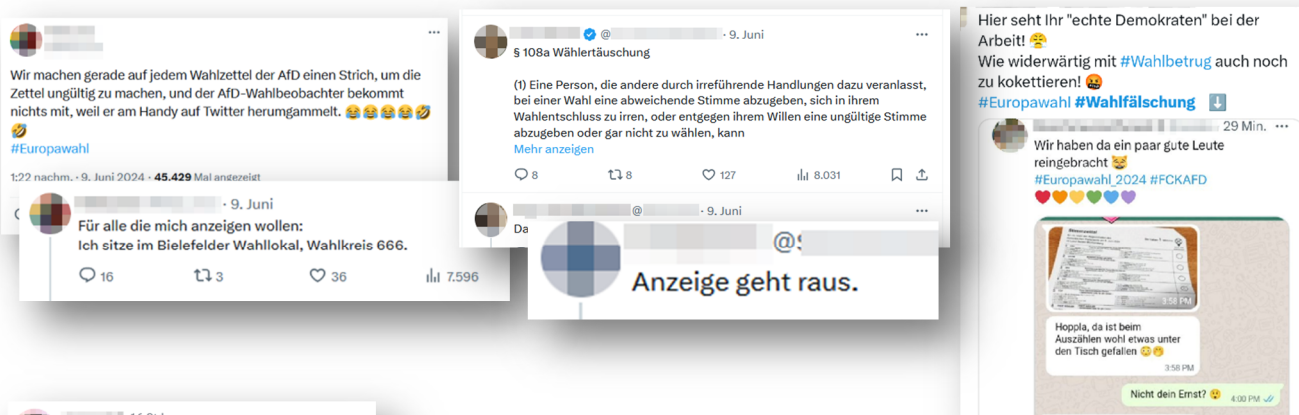 Wir machen gerade auf jedem Wahlzettel der AfD einen Strich, um die
Zettel ungültig zu machen, und der AfD-Wahlbeobachter bekommt
nichts mit, weil er am Handy auf Twitter herumgammelt. 😂😂😂😂🤣
🤣
#Europawahl
1:22 nachm. · 9. Juni 2024 · 45.429 Mal angezeigt
· 9. Juni
Für alle die mich anzeigen wollen:
Ich sitze im Bielefelder Wahllokal, Wahlkreis 666.
16 3 36 7.596
@ · 9. Juni
§ 108a Wählertäuschung
(1) Eine Person, die andere durch irreführende Handlungen dazu veranlasst,
bei einer Wahl eine abweichende Stimme abzugeben, sich in ihrem
Wahlentschluss zu irren, oder entgegen ihrem Willen eine ungültige Stimme
abzugeben oder gar nicht zu wählen, kann
Mehr anzeigen
8 8 127 8.031
@ · 9. Juni
Da
@
Anzeige geht raus.
Hier seht Ihr "echte Demokraten" bei der
Arbeit! 😤
Wie widerwärtig mit #Wahlbetrug auch noch
zu kokettieren! 🤬
#Europawahl #Wahlfälschung ⬇️
29 Min.
Wir haben da ein paar gute Leute
reingebracht 😹
#Europawahl_2024 #FCKAFD
❤️🧡💛💚💙💜
3:58 PM
Hoppla, da ist beim
Auszählen wohl etwas unter
den Tisch gefallen 😳🤭
3:58 PM
Nicht dein Ernst? 😲 4:00 PM